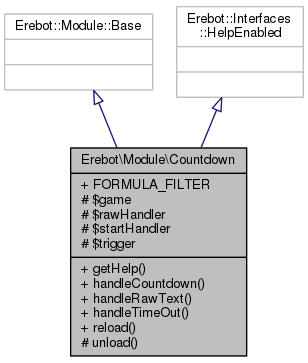 Erebot::Module::Base
Erebot::Interfaces
::HelpEnabled
Erebot\Module\Countdown
+ FORMULA_FILTER
# $game
# $rawHandler
# $startHandler
# $trigger
+ getHelp()
+ handleCountdown()
+ handleRawText()
+ handleTimeOut()
+ reload()
# unload()